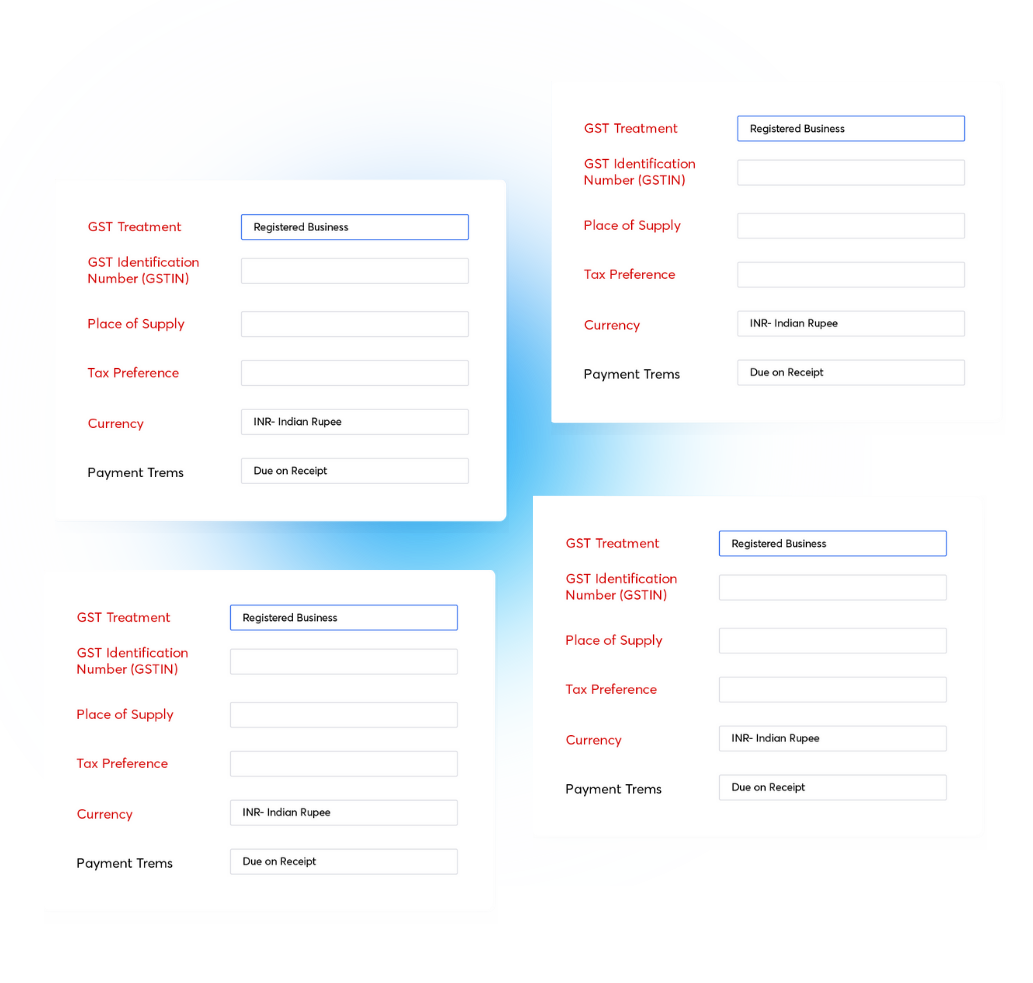 GST Treatment Registered Business
GST Identification
Number (GSTIN)
Place of Supply
Tax Preference
Currency INR- Indian Rupee
Payment Trems Due on Receipt
GST Treatment Registered Business
GST Identification
Number (GSTIN)
Place of Supply
Tax Preference
Currency INR- Indian Rupee
Payment Trems Due on Receipt
GST Treatment Registered Business
GST Identification
Number (GSTIN)
Place of Supply
Tax Preference
Currency INR- Indian Rupee
Payment Trems Due on Receipt
GST Treatment Registered Business
GST Identification
Number (GSTIN)
Place of Supply
Tax Preference
Currency INR- Indian Rupee
Payment Trems Due on Receipt